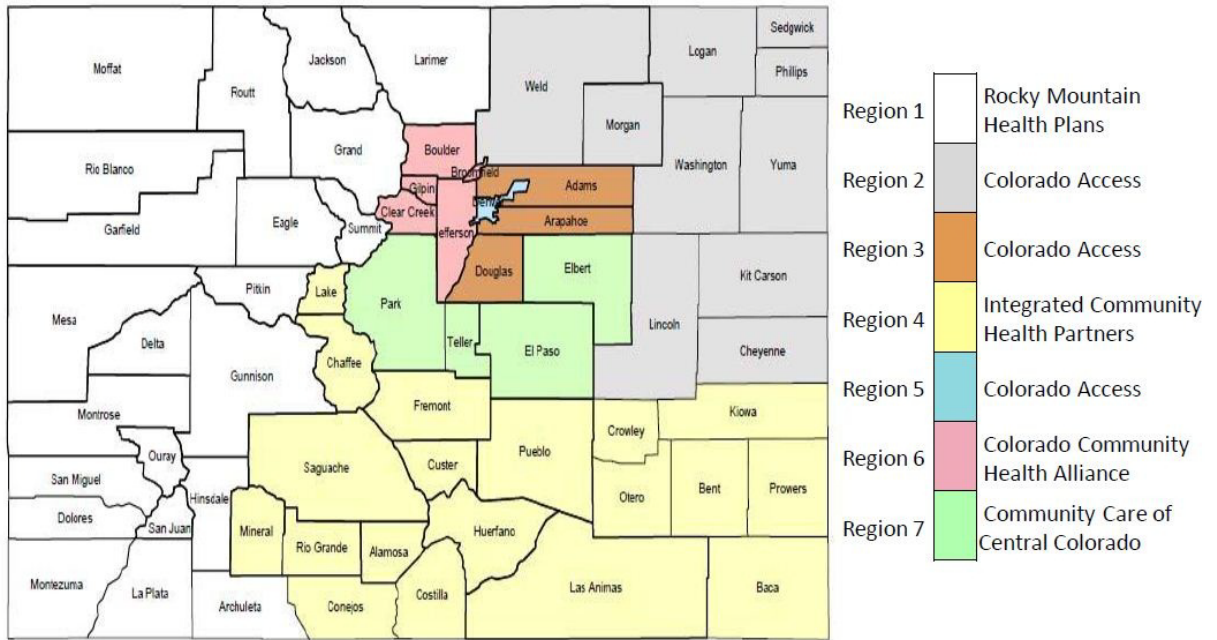 Sedgwick
Logan
Jackson
Larimer
Moffat
Phillips
Weld
Routt
Morgan
Grand
Boulder
Washington
Yuma
Rio Blanco
Broomfield
Gilpin
Adams
Denver
Clear Creek
Arapahoe
Eagle
Summit
Garfield
Jefferson
Douglas
Elbert
Kit Carson
Pitkin
Lake
Park
Mesa
Lincoln
Delta
Teller
El Paso
Cheyenne
Chaffee
Gunnison
Fremont
Kiowa
Montrose
Crowley
Pueblo
Ouray
Saguache
Custer
San Miguel
Hinsdale
Otero
Bent
Prowers
Dolores
San Juan
Mineral
Huerfano
Rio Grande
Alamosa
Montezuma
La Plata
Las Animas
Baca
Costilla
Archuleta
Conejos
Region 1
Rocky Mountain
Health Plans
Region 2
Colorado Access
Region 3
Colorado Access
Region 4
Integrated Community
Health Partners
Region 5
Colorado Access
Region 6
Colorado Community
Health Alliance
Region 7
Community Care of
Central Colorado